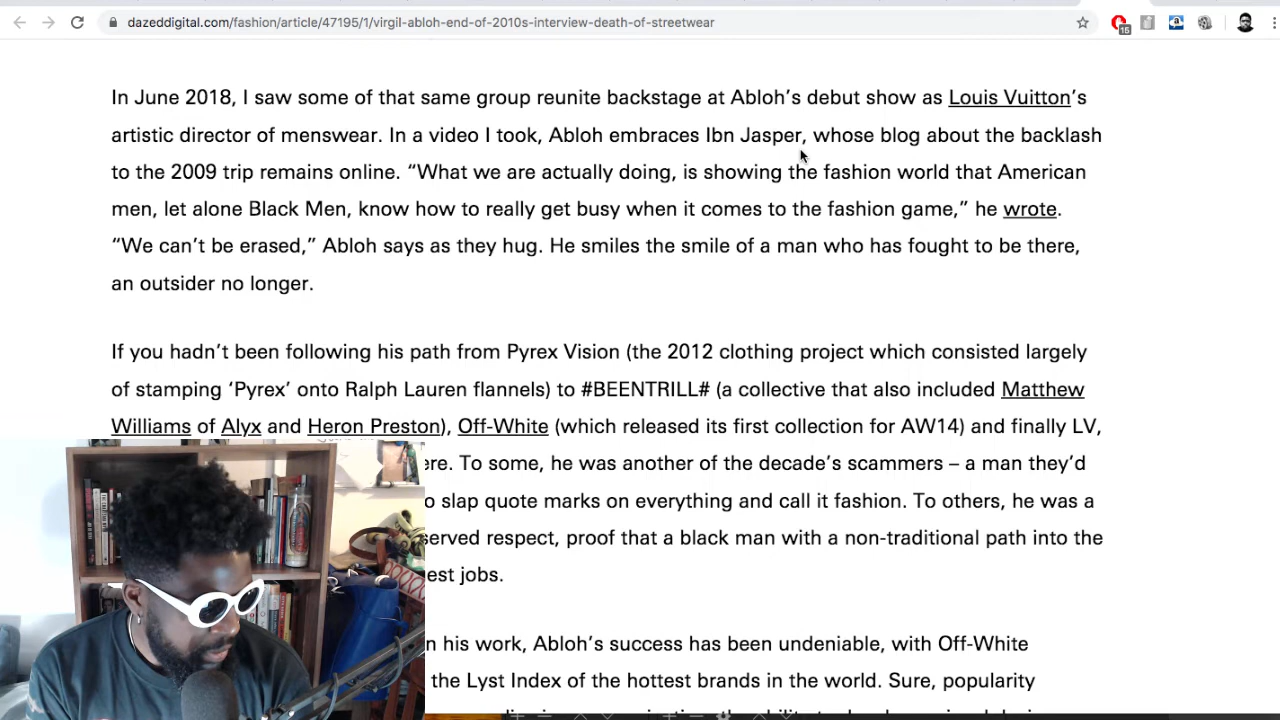 dazeddigital.com/fashion/article/47195/1/virgil-abloh-end-of-2010s-interview-death-of-streetwear
15
In June 2018, I saw some of that same group reunite backstage at Abloh’s debut show as Louis Vuitton’s
artistic director of menswear. In a video I took, Abloh embraces Ibn Jasper, whose blog about the backlash
to the 2009 trip remains online. “What we are actually doing, is showing the fashion world that American
men, let alone Black Men, know how to really get busy when it comes to the fashion game,” he wrote.
“We can’t be erased,” Abloh says as they hug. He smiles the smile of a man who has fought to be there,
an outsider no longer.
If you hadn’t been following his path from Pyrex Vision (the 2012 clothing project which consisted largely
of stamping ‘Pyrex’ onto Ralph Lauren flannels) to #BEENTRILL# (a collective that also included Matthew
Williams of Alyx and Heron Preston), Off-White (which released its first collection for AW14) and finally LV,
ere. To some, he was another of the decade’s scammers – a man they’d
o slap quote marks on everything and call it fashion. To others, he was a
served respect, proof that a black man with a non-traditional path into the
est jobs.
n his work, Abloh’s success has been undeniable, with Off-White
the Lyst Index of the hottest brands in the world. Sure, popularity